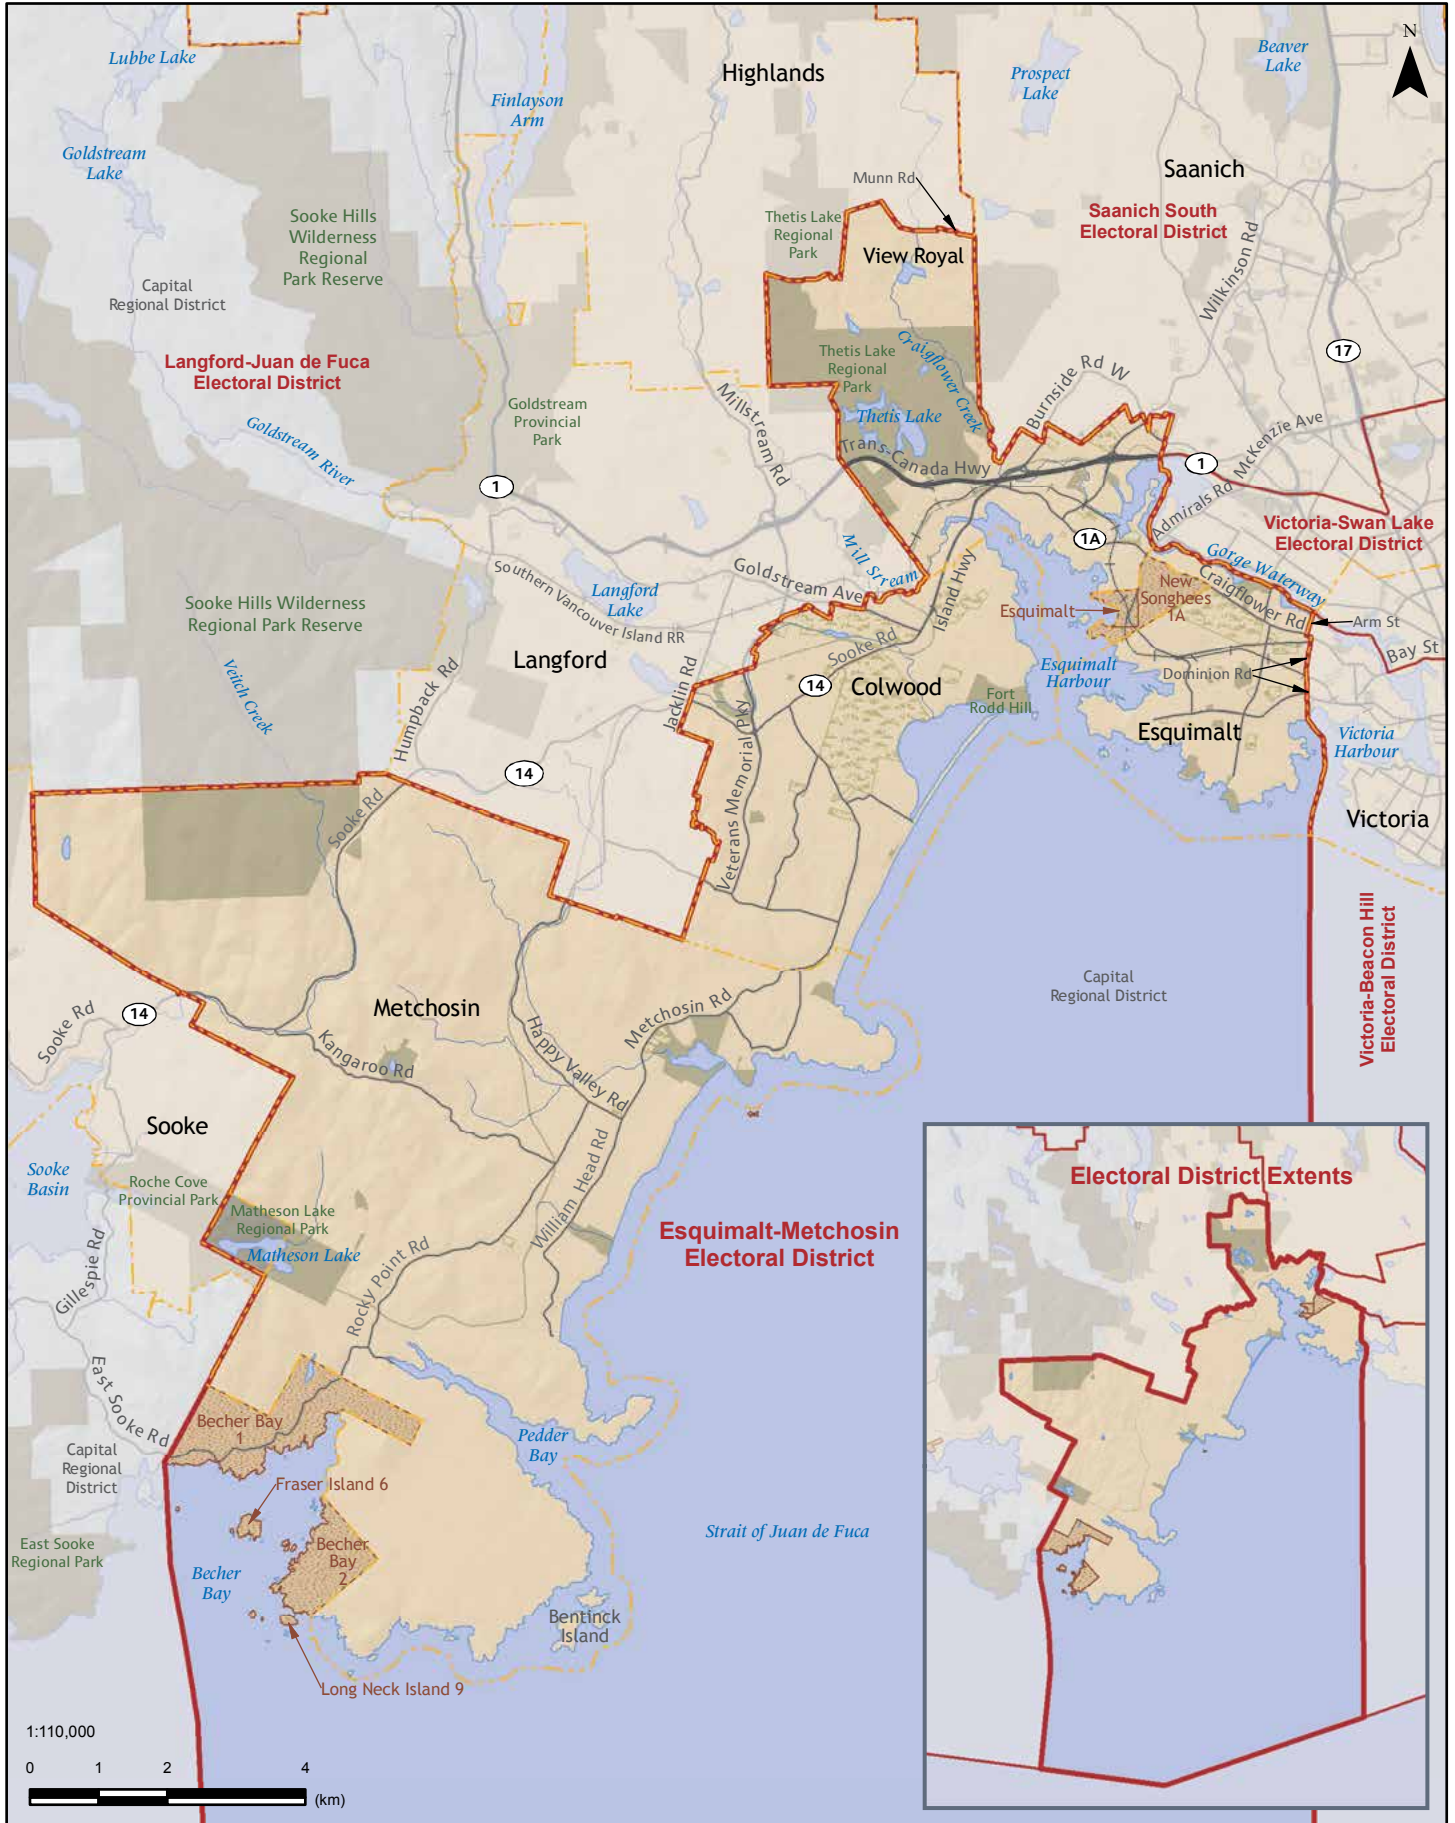 N
Lubbe Lake
Finlayson
Arm
Highlands
Prospect
Lake
Beaver
Lake
Goldstream
Lake
Saanich
Munn Rd
Saanich South
Electoral District
Sooke Hills
Wilderness
Regional
Park Reserve
Thetis Lake
Regional
Park
View Royal
Wilkinson Rd
Capital
Regional District
17
Langford-Juan de Fuca
Electoral District
Thetis Lake
Regional
Park
Craigflower Creek
Burnside Rd W
Goldstream
Provincial
Park
Millstream Rd
Thetis Lake
McKenzie Ave
Goldstream River
Trans-Canada Hwy
1
1
Admirals Rd
Victoria-Swan Lake
Electoral District
1A
Mill Stream
Gorge Waterway
Southern Vancouver Island RR
Goldstream Ave
Langford
Lake
Island Hwy
New
Songhees
1A
Craigflower Rd
Sooke Hills Wilderness
Regional Park Reserve
Esquimalt
Arm St
Bay St
Langford
Sooke Rd
Esquimalt
Harbour
Dominion Rd
Veitch Creek
Humpback Rd
Jacklin Rd
14
Colwood
Fort
Rodd Hill
Esquimalt
Victoria
Harbour
14
Veterans Memorial Pky
Sooke Rd
Victoria
Victoria-Beacon Hill
Electoral District
Capital
Regional District
Metchosin
Metchosin Rd
Sooke Rd
14
Kangaroo Rd
Happy Valley Rd
Sooke
Sooke
Basin
Roche Cove
Provincial Park
William Head Rd
Electoral District Extents
Matheson Lake
Regional Park
Matheson Lake
Esquimalt-Metchosin
Electoral District
Gillespie Rd
Rocky Point Rd
East Sooke Rd
Becher Bay
1
Pedder
Bay
Capital
Regional
District
Fraser Island 6
Strait of Juan de Fuca
East Sooke
Regional Park
Becher
Bay
2
Becher
Bay
Bentinck
Island
Long Neck Island 9
1:110,000
0 1 2 4
(km)